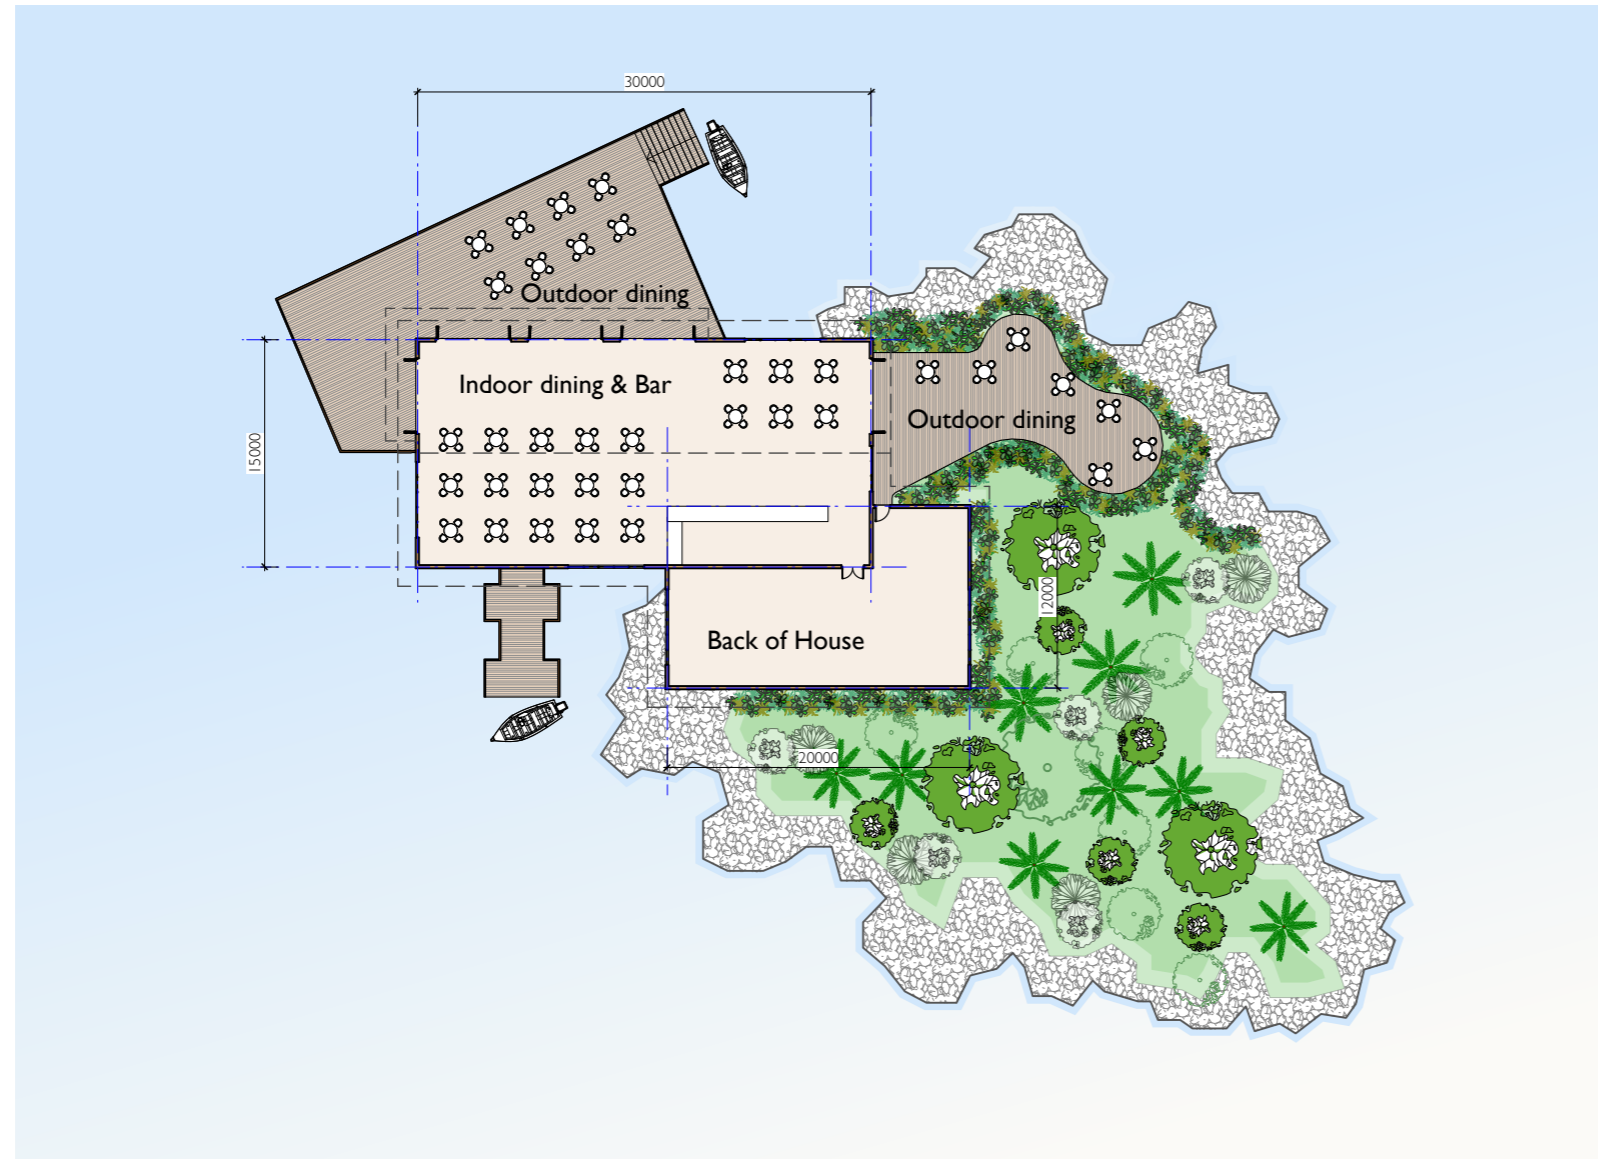 30000
Outdoor dining
Indoor dining & Bar
Outdoor dining
15000
12000
Back of House
20000